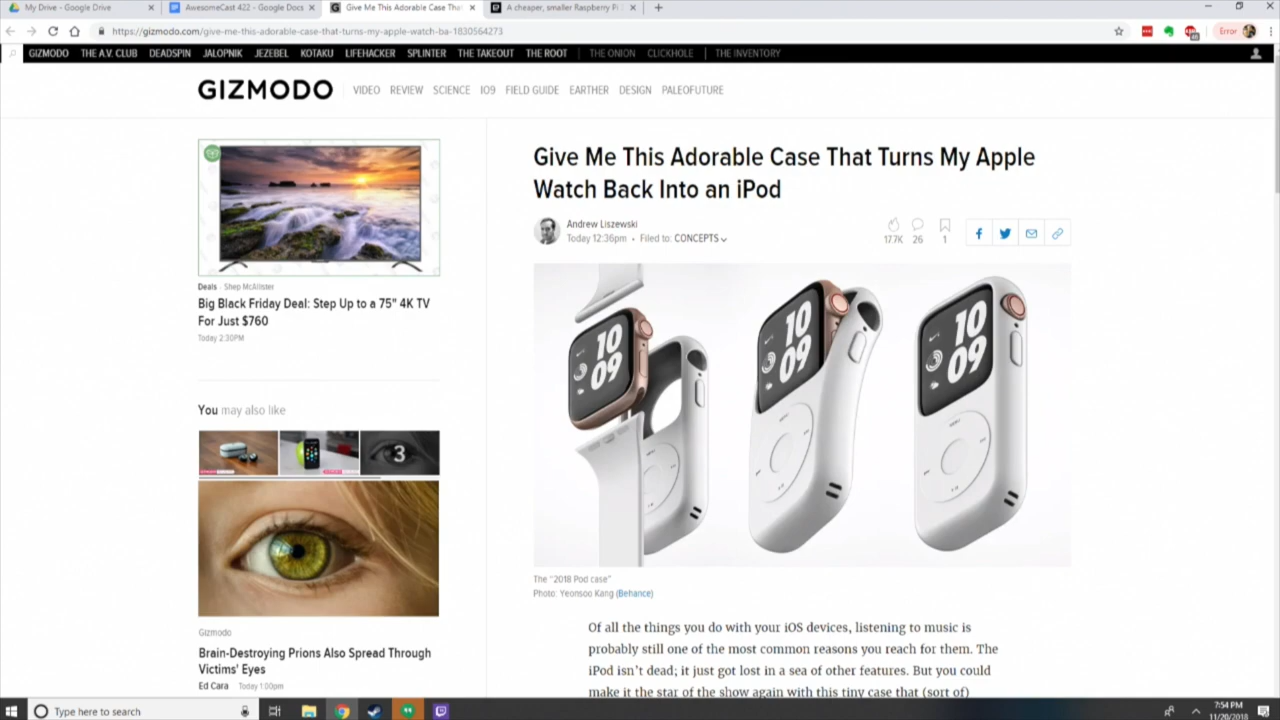 My Drive - Google Drive
AwesomeCast 422 - Google Docs
Give Me This Adorable Case Tha
A cheaper, smaller Raspberry Pi
https://gizmodo.com/give-me-this-adorable-case-that-turns-my-apple-watch-ba-1830564273
Error
GIZMODO THE A.V. CLUB DEADSPIN JALOPNIK JEZEBEL KOTAKU LIFEHACKER SPLINTER THE TAKEOUT THE ROOT THE ONION CLICKHOLE THE INVENTORY
GIZMODO
VIDEO REVIEW SCIENCE IO9 FIELD GUIDE EARTHER DESIGN PALEOFUTURE
Deals Shep McAllister
Big Black Friday Deal: Step Up to a 75" 4K TV
For Just $760
Today 2:30PM
You may also like
3
Gizmodo
Brain-Destroying Prions Also Spread Through
Victims' Eyes
Ed Cara Today 1:00pm
Give Me This Adorable Case That Turns My Apple
Watch Back Into an iPod
Andrew Liszewski
Today 12:36pm • Filed to: CONCEPTS
17.7K 26 1
10
09
10
09
10
09
MENU
The "2018 Pod case"
Photo: Yeonsoo Kang (Behance)
Of all the things you do with your iOS devices, listening to music is
probably still one of the most common reasons you reach for them. The
iPod isn't dead; it just got lost in a sea of other features. But you could
make it the star of the show again with this tiny case that (sort of)
Type here to search
7:54 PM
11/20/2018